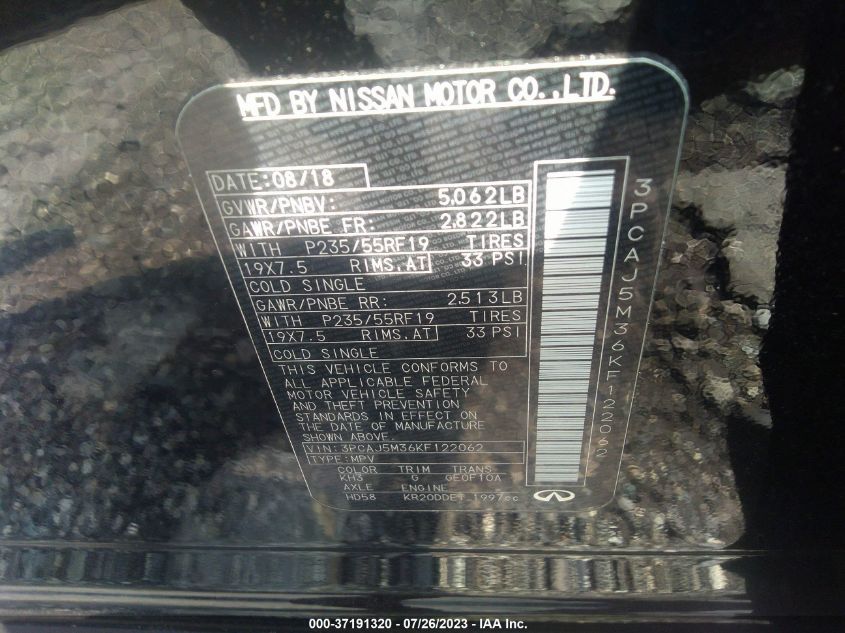 MFD BY NISSAN MOTOR CO.,LTD.
DATE: 08/18
GVWR/PNBV: 5,062LB
GAWR/PNBE FR: 2,822LB
WITH P235/55RF19 TIRES
19X7.5 RIMS,AT 33 PSI
COLD SINGLE
GAWR/PNBE RR: 2,513LB
WITH P235/55RF19 TIRES
19X7.5 RIMS,AT 33 PSI
COLD SINGLE
THIS VEHICLE CONFORMS TO
ALL APPLICABLE FEDERAL
MOTOR VEHICLE SAFETY
AND THEFT PREVENTION
STANDARDS IN EFFECT ON
THE DATE OF MANUFACTURE
SHOWN ABOVE.
VIN: 3PCAJ5M36KF122062
TYPE: MPV
COLOR TRIM TRANS
KH3 G GE0F10A
AXLE ENGINE
HD58 KR20DDET 1997cc
3PCAJ5M36KF122062
000-37191320 / 07/26/2023 - IAA Inc.